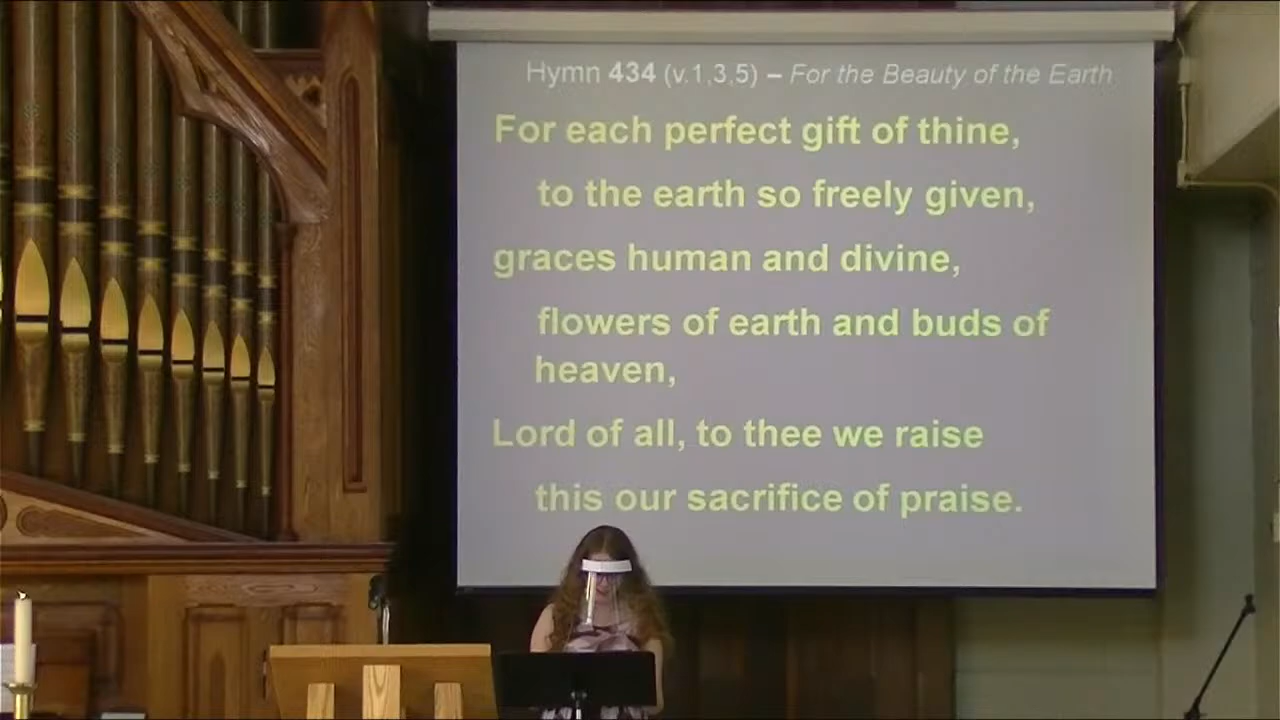 Hymn 434 (v.1,3,5) – For the Beauty of the Earth
For each perfect gift of thine,
to the earth so freely given,
graces human and divine,
flowers of earth and buds of
heaven,
Lord of all, to thee we raise
this our sacrifice of praise.